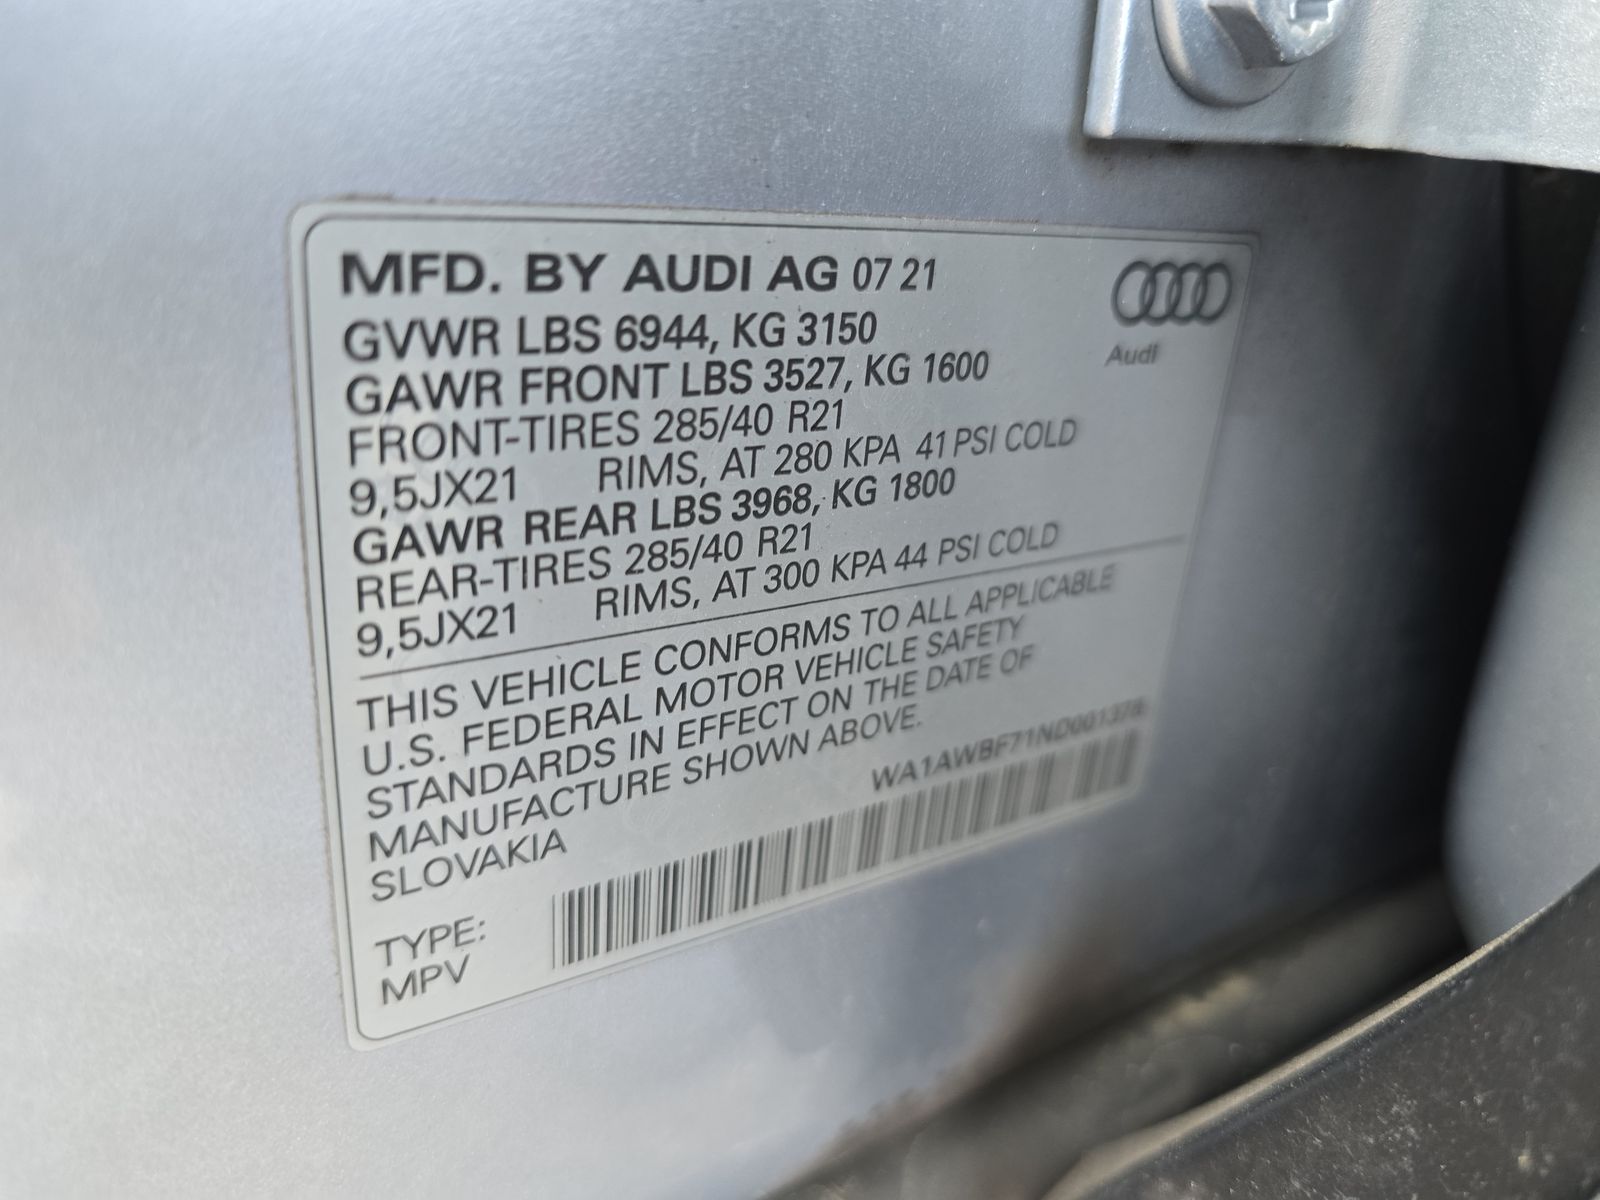 MFD. BY AUDI AG 07 21
GVWR LBS 6944, KG 3150
GAWR FRONT LBS 3527, KG 1600
FRONT-TIRES 285/40 R21
9,5JX21 RIMS, AT 280 KPA 41 PSI COLD
GAWR REAR LBS 3968, KG 1800
REAR-TIRES 285/40 R21
9,5JX21 RIMS, AT 300 KPA 44 PSI COLD
Audi
THIS VEHICLE CONFORMS TO ALL APPLICABLE
U.S. FEDERAL MOTOR VEHICLE SAFETY
STANDARDS IN EFFECT ON THE DATE OF
MANUFACTURE SHOWN ABOVE.
SLOVAKIA
TYPE:
MPV